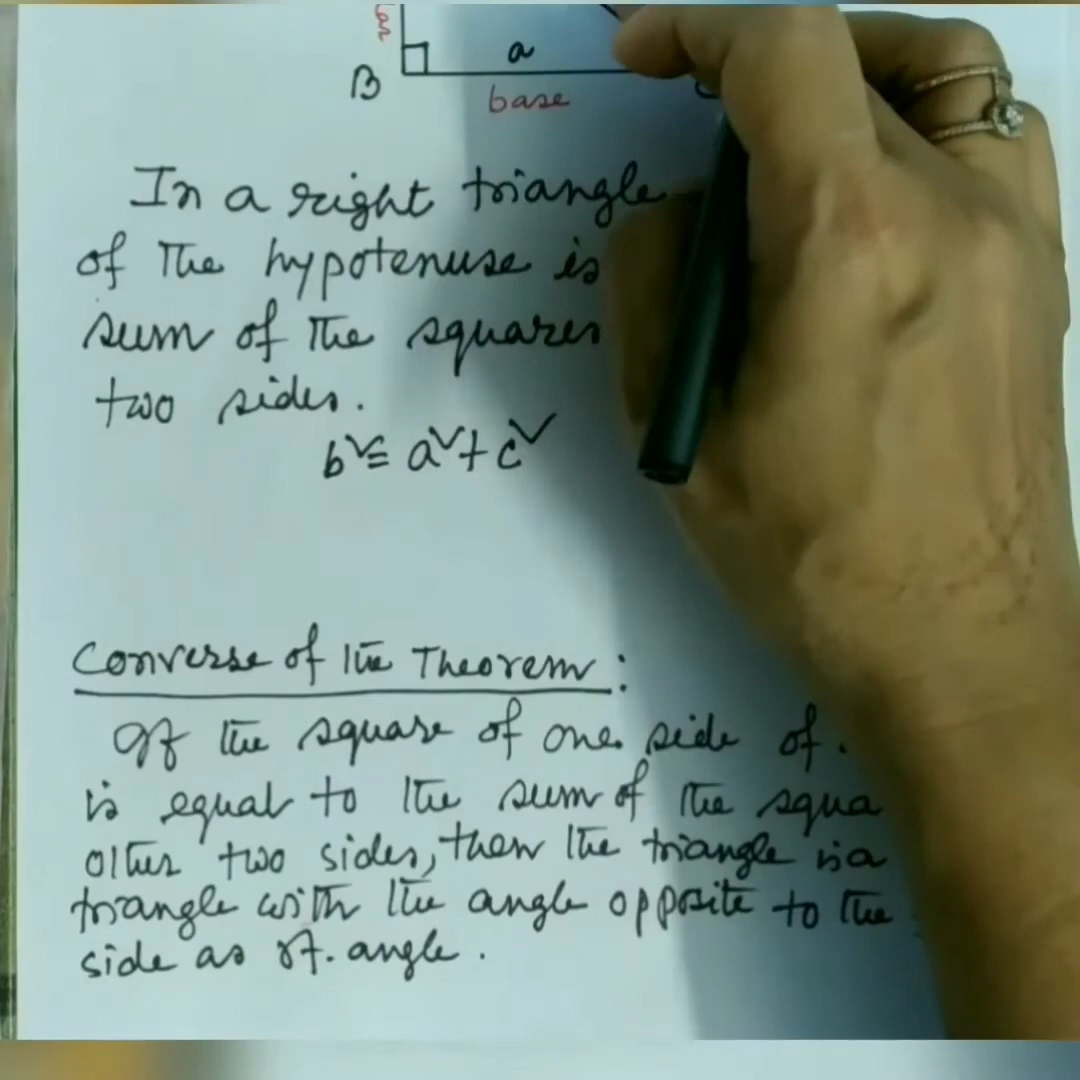 B
a
base
In a right triangle
of the hypotenuse is
sum of the squares
two sides.
b² = a² + c²
Converse of the Theorem :
If the square of one side of
is equal to the sum of the squa
other two sides, then the triangle is a
triangle with the angle opposite to the
side as rt. angle .